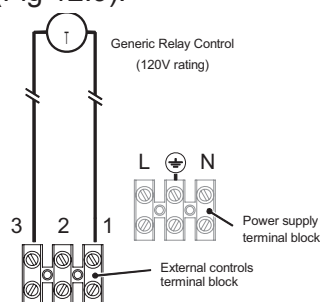 (Fig 12.6).
T
Generic Relay Control
(120V rating)
L N
3 2 1
Power supply
terminal block
External controls
terminal block